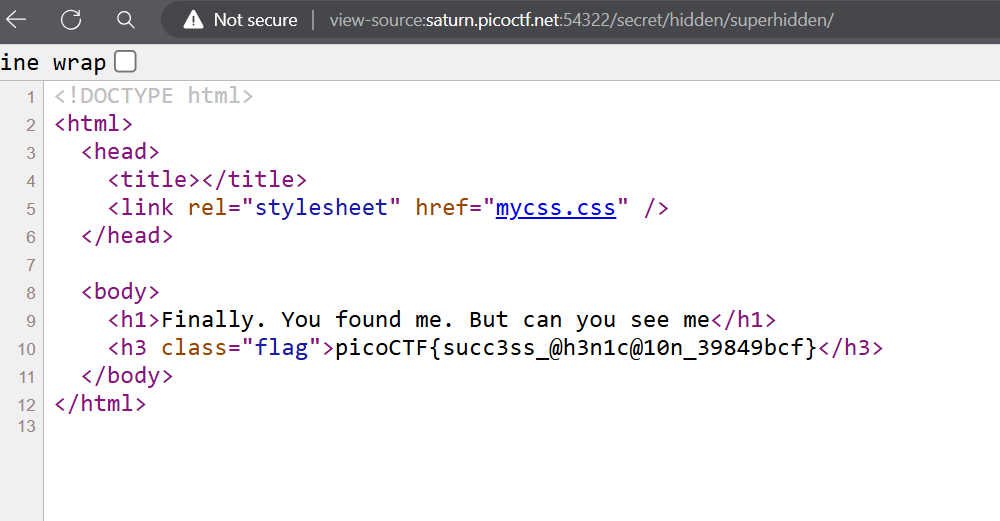 Not secure | view-source:saturn.picoctf.net:54322/secret/hidden/superhidden/
ine wrap
1 <!DOCTYPE html>
2 <html>
3 <head>
4 <title></title>
5 <link rel="stylesheet" href="mycss.css" />
6 </head>
7
8 <body>
9 <h1>Finally. You found me. But can you see me</h1>
10 <h3 class="flag">picoCTF{succ3ss_@h3n1c@10n_39849bcf}</h3>
11 </body>
12 </html>
13